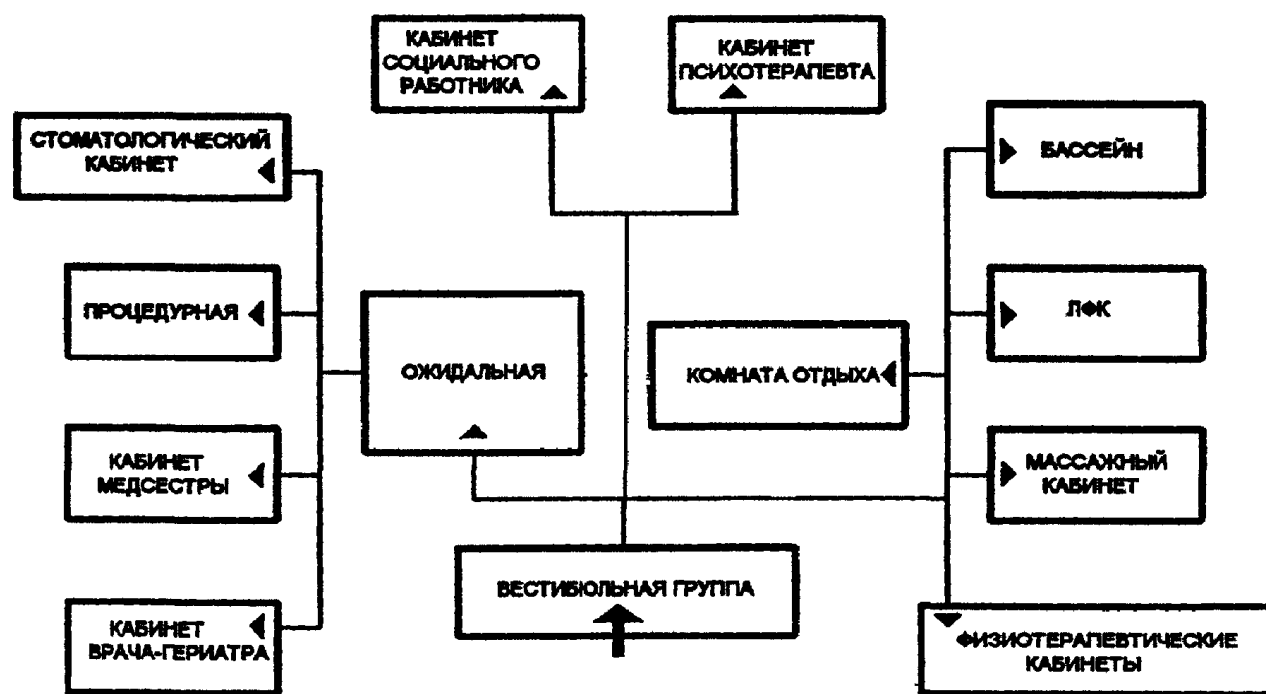 КАБИНЕТ
СОЦИАЛЬНОГО
РАБОТНИКА
КАБИНЕТ
ПСИХОТЕРАПЕВТА
СТОМАТОЛОГИЧЕСКИЙ
КАБИНЕТ
БАССЕЙН
ПРОЦЕДУРНАЯ
ЛФК
ОЖИДАЛЬНАЯ
КОМНАТА ОТДЫХА
КАБИНЕТ
МЕДСЕСТРЫ
МАССАЖНЫЙ
КАБИНЕТ
ВЕСТИБЮЛЬНАЯ ГРУППА
КАБИНЕТ
ВРАЧА-ГЕРИАТРА
ФИЗИОТЕРАПЕВТИЧЕСКИЕ
КАБИНЕТЫ